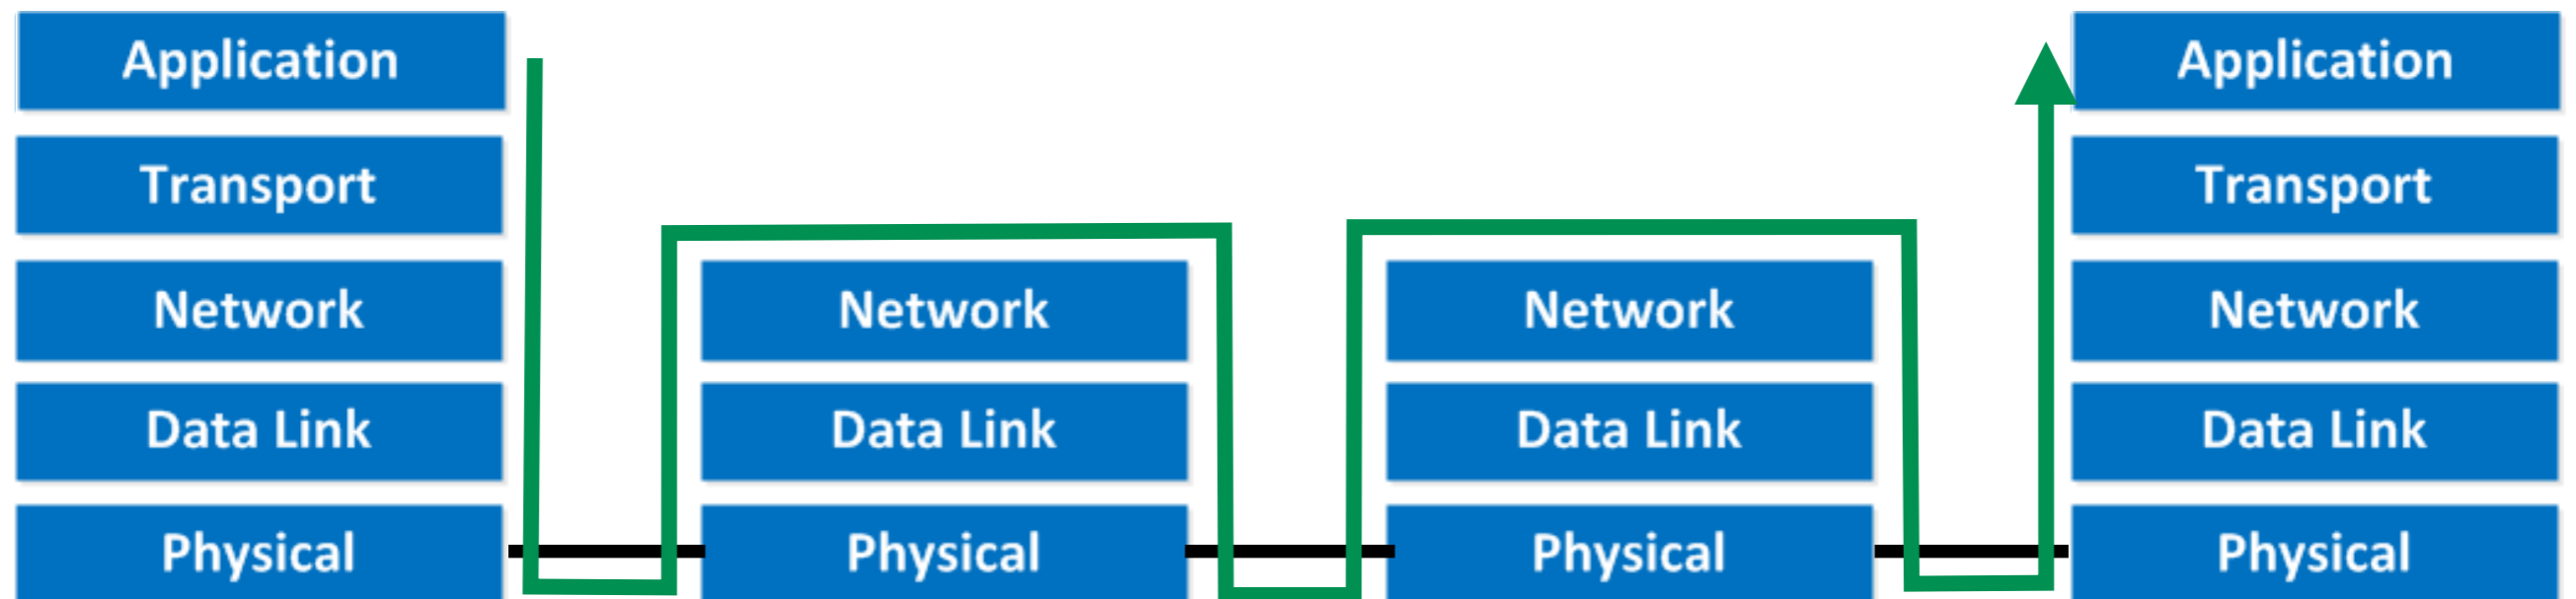 Application
Transport
Network
Data Link
Physical
Network
Data Link
Physical
Network
Data Link
Physical
Application
Transport
Network
Data Link
Physical